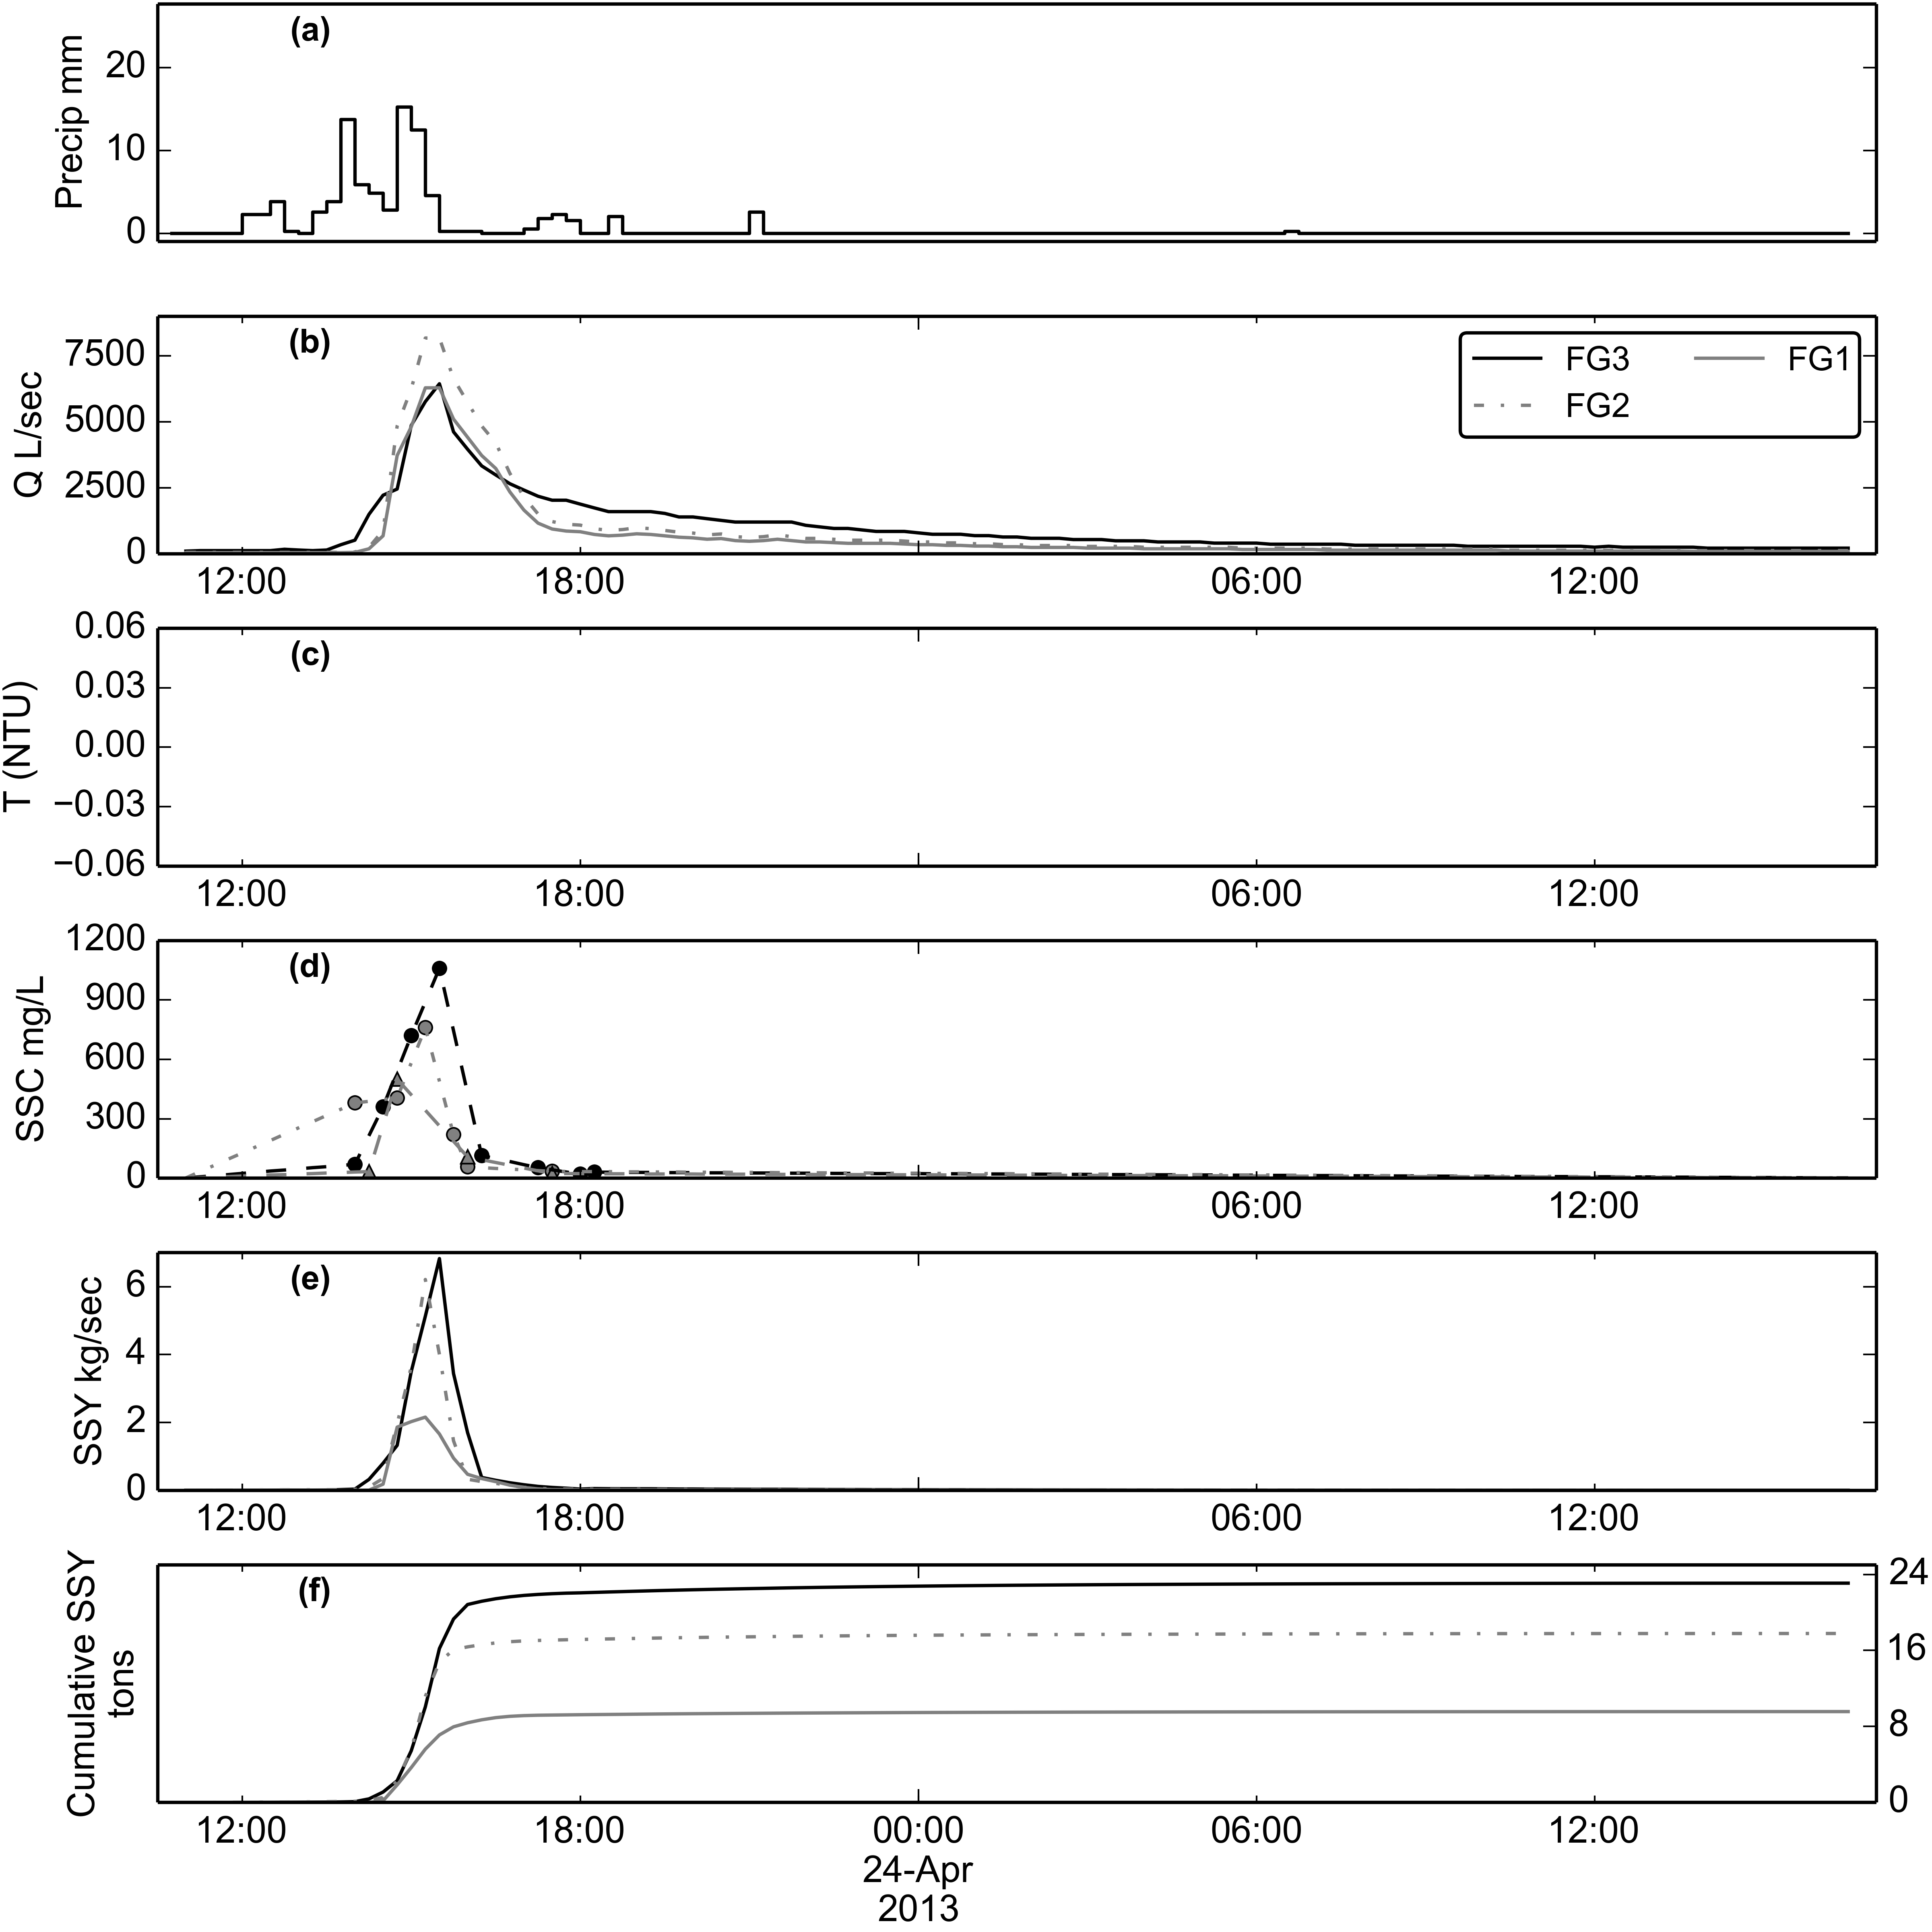 (a)
Precip mm
20
10
0
(b)
Q L/sec
7500
5000
2500
0
FG3
FG1
FG2
12:00
18:00
06:00
12:00
(c)
T (NTU)
0.06
0.03
0.00
−0.03
−0.06
12:00
18:00
06:00
12:00
(d)
SSC mg/L
1200
900
600
300
0
12:00
18:00
06:00
12:00
(e)
SSY kg/sec
6
4
2
0
12:00
18:00
06:00
12:00
(f)
Cumulative SSY
tons
24
16
8
0
12:00
18:00
00:00
06:00
12:00
24-Apr
2013